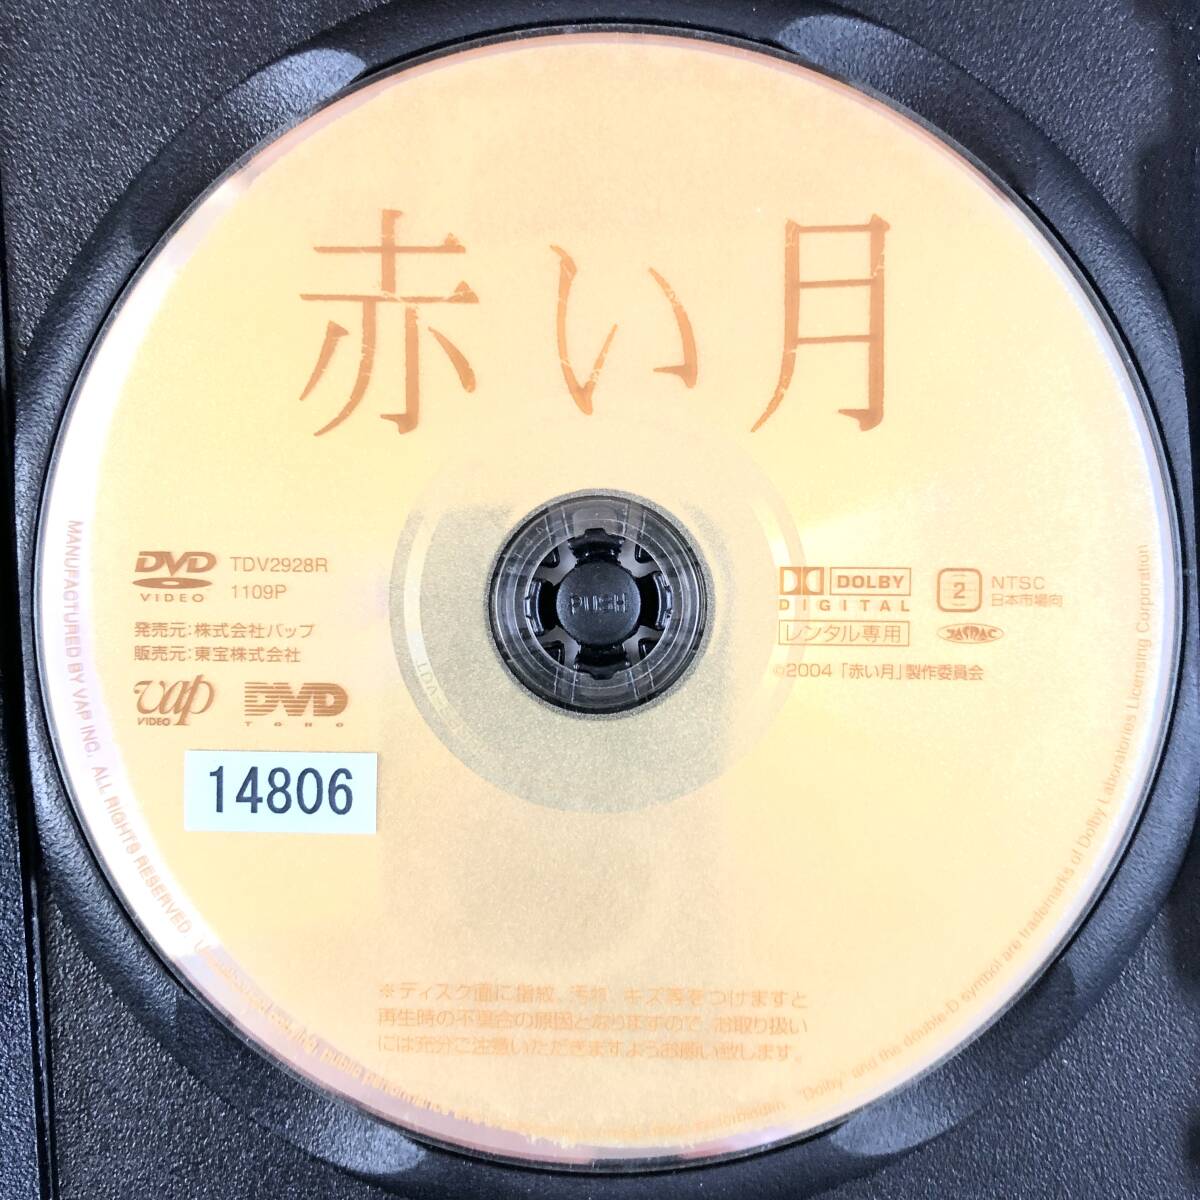 赤い月
DVD
VIDEO
TDV2928R
1109P
発売元:株式会社バップ
販売元:東宝株式会社
vap
VIDEO
DVD
TOHO
14806
PUSH
DOLBY
DIGITAL
レンタル専用
2
NTSC
日本市場向
JASRAC
©2004「赤い月」製作委員会
※ディスク面に指紋、汚れ、キズ等をつけますと
再生時の不具合の原因となりますので、お取り扱い
には充分ご注意いただきますようお願い致します。
MANUFACTURED BY VAP INC. ALL RIGHTS RESERVED.
"Dolby" and the double-D symbol are trademarks of Dolby Laboratories Licensing Corporation